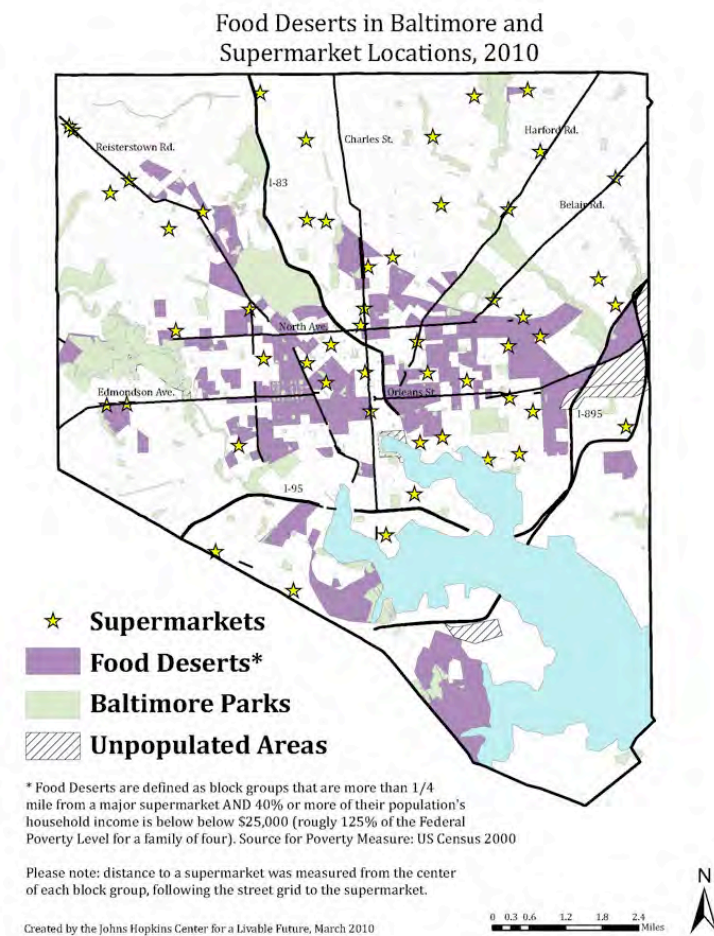 Food Deserts in Baltimore and
Supermarket Locations, 2010
Harford Rd.
Charles St.
Reisterstown Rd.
I-83
Belair Rd.
North Ave.
Edmondson Ave.
Orleans St.
I-895
I-95
Supermarkets
Food Deserts*
Baltimore Parks
Unpopulated Areas
* Food Deserts are defined as block groups that are more than 1/4
mile from a major supermarket AND 40% or more of their population's
household income is below below $25,000 (rougly 125% of the Federal
Poverty Level for a family of four). Source for Poverty Measure: US Census 2000
Please note: distance to a supermarket was measured from the center
of each block group, following the street grid to the supermarket.
N
0 0.3 0.6 1.2 1.8 2.4
Miles
Created by the Johns Hopkins Center for a Livable Future, March 2010